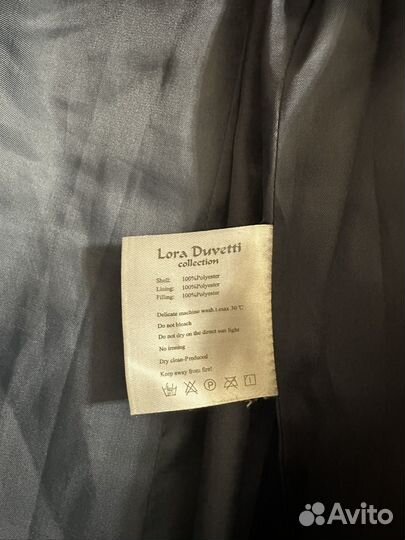 Lora Duvetti
collection
Shell: 100%Polyester
Lining: 100%Polyester
Filling: 100%Polyester
Delicate machine wash t.max 30℃
Do not bleach
Do not dry on the direct sun light
No ironing
Dry clean-Produced
Keep away from fire!
P
Avito